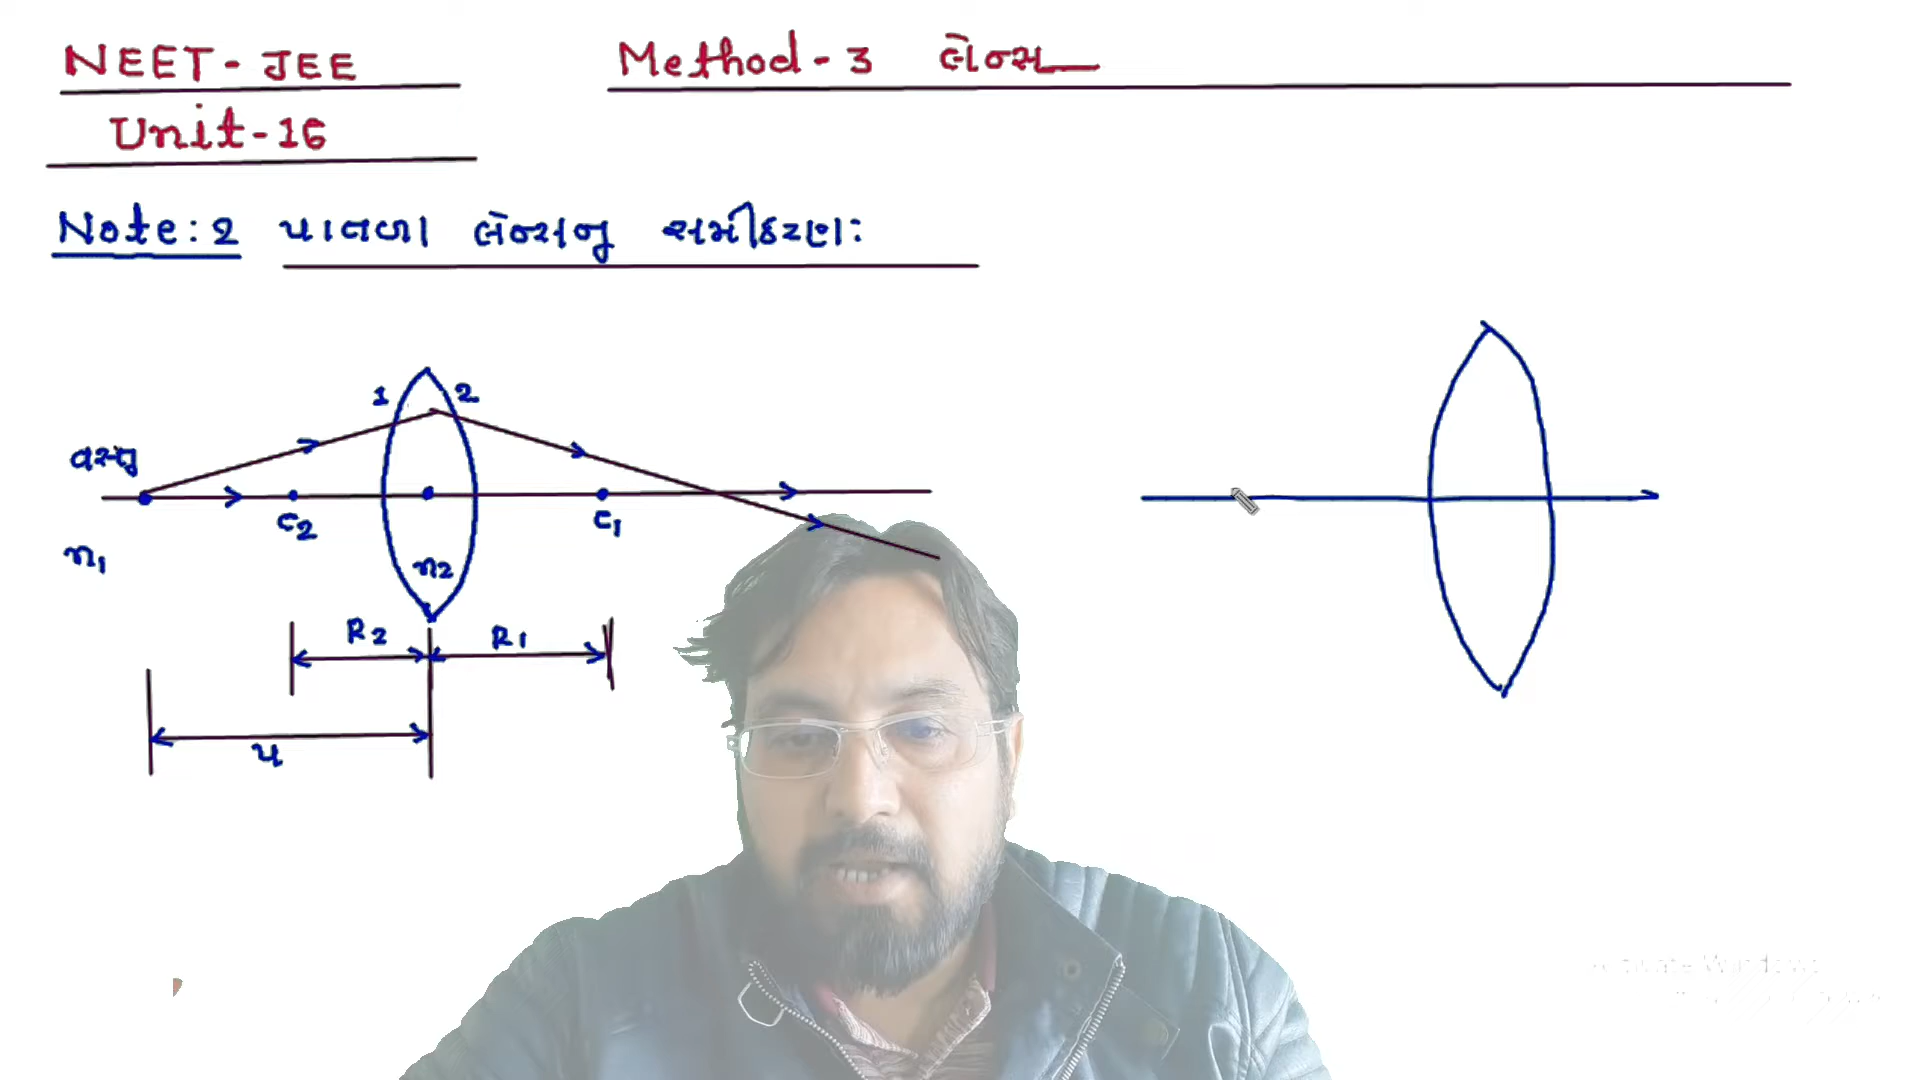 NEET - JEE
Method - 3 લેન્સ
Unit - 16
Note : 2 પાતળા લેન્સનુ સમીકરણ :
1 2
વસ્તુ
C2 C1
n1
n2
R2 R1
u